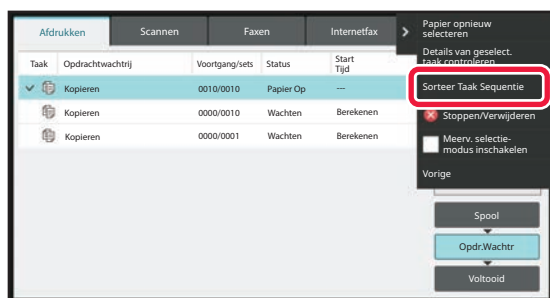 Afdrukken Scannen Faxen Internetfax
Taak Opdrachtwachtrij Voortgang/sets Status Start
Tijd
Kopieren 0010/0010 Papier Op ---
Kopieren 0000/0010 Wachten Berekenen
Kopieren 0000/0001 Wachten Berekenen
Papier opnieuw
selecteren
Details van geselect.
taak controleren
Sorteer Taak Sequentie
Stoppen/Verwijderen
Meerv. selectie-
modus inschakelen
Vorige
Spool
Opdr.Wachtr
Voltooid